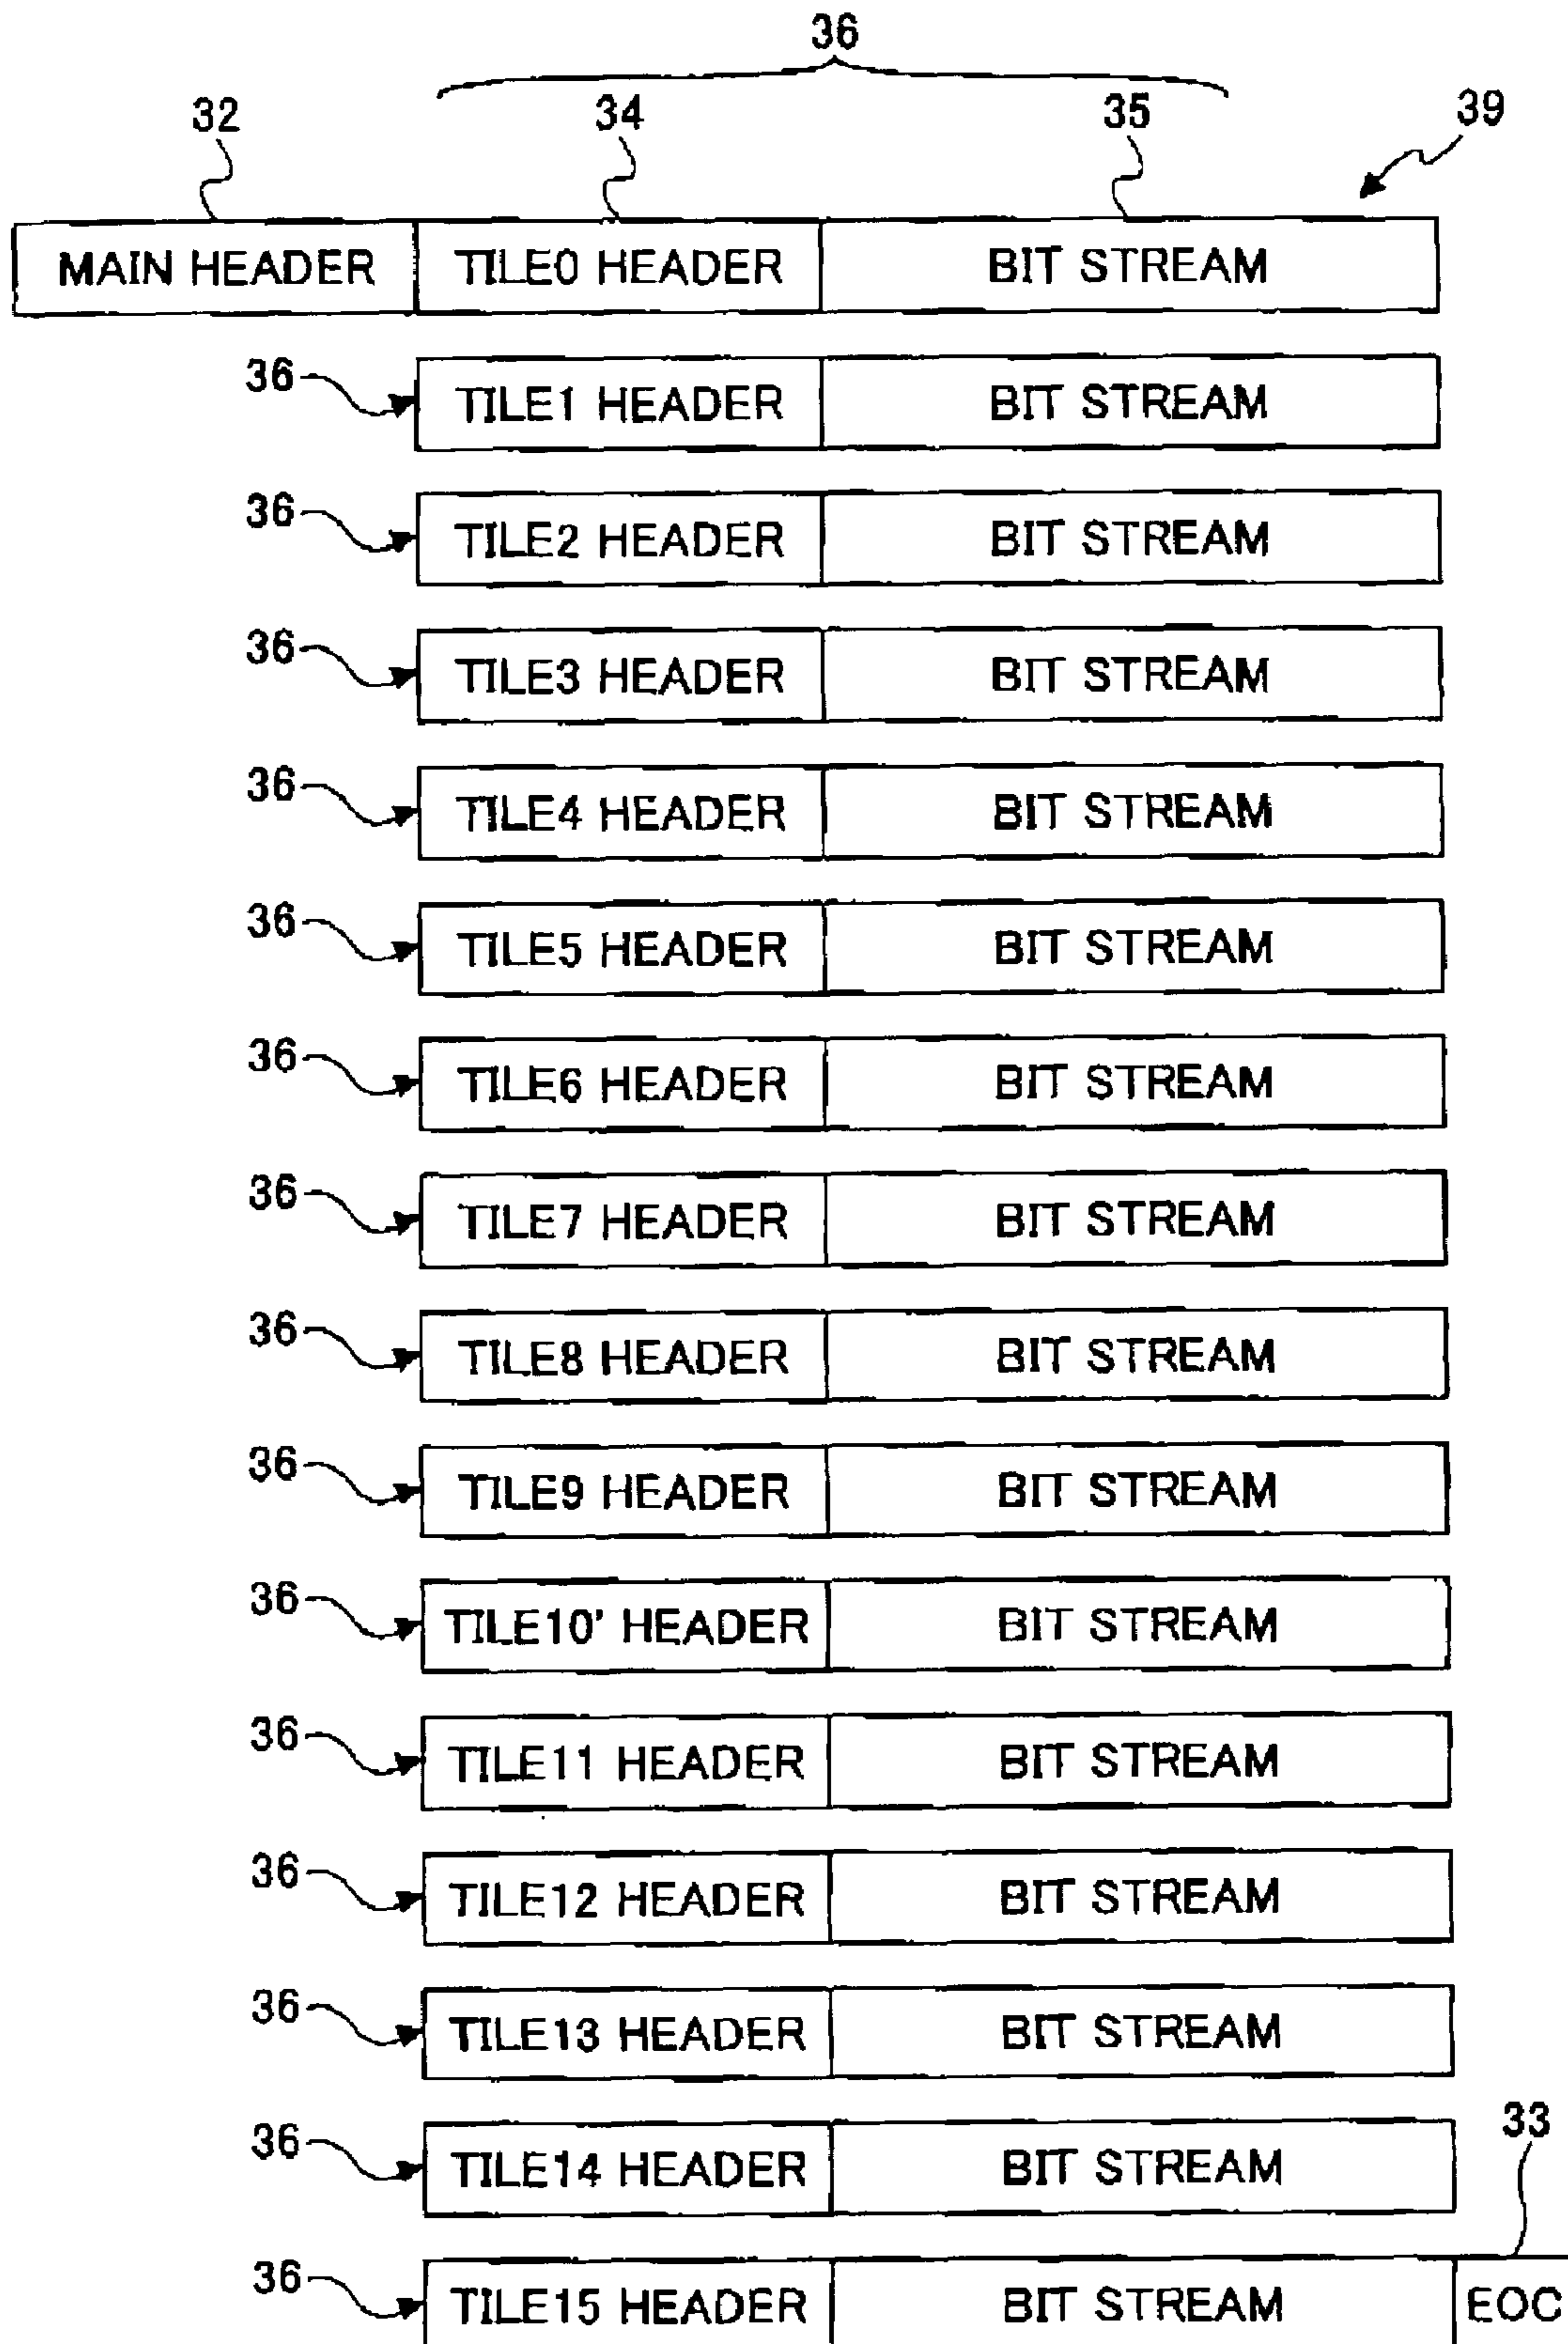 36
32 34 35 39
MAIN HEADER TILE0 HEADER BIT STREAM
36 TILE1 HEADER BIT STREAM
36 TILE2 HEADER BIT STREAM
36 TILE3 HEADER BIT STREAM
36 TILE4 HEADER BIT STREAM
36 TILE5 HEADER BIT STREAM
36 TILE6 HEADER BIT STREAM
36 TILE7 HEADER BIT STREAM
36 TILE8 HEADER BIT STREAM
36 TILE9 HEADER BIT STREAM
36 TILE10' HEADER BIT STREAM
36 TILE11 HEADER BIT STREAM
36 TILE12 HEADER BIT STREAM
36 TILE13 HEADER BIT STREAM
36 TILE14 HEADER BIT STREAM
33
36 TILE15 HEADER BIT STREAM EOC